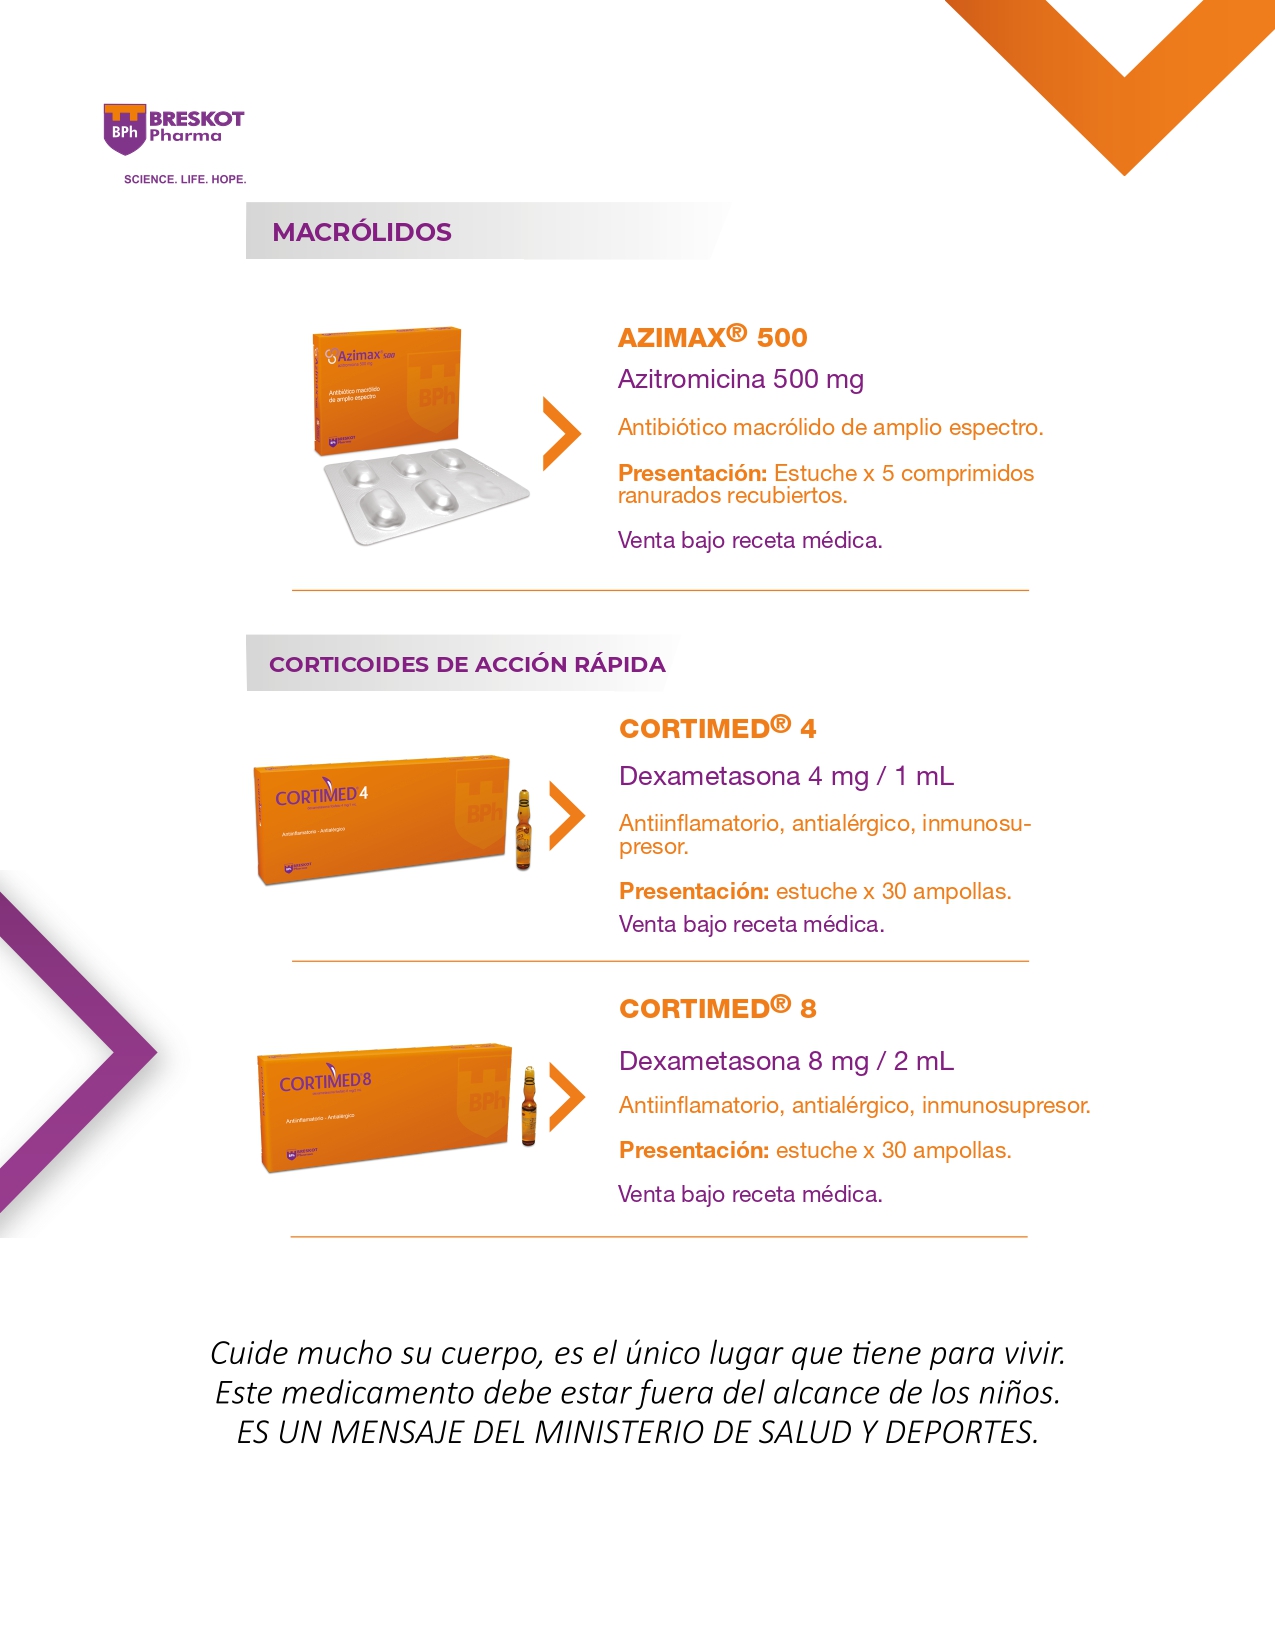 BPh
BRESKOT
Pharma
SCIENCE. LIFE. HOPE.
MACRÓLIDOS
Azimax® 500
Antibiótico macrólido
de amplio espectro
BPh
BRESKOT
Pharma
AZIMAX® 500
Azitromicina 500 mg
Antibiótico macrólido de amplio espectro.
Presentación: Estuche x 5 comprimidos
ranurados recubiertos.
Venta bajo receta médica.
CORTICOIDES DE ACCIÓN RÁPIDA
CORTIMED 4
Antiinflamatorio - Antialérgico
BPh
BRESKOT
Pharma
CORTIMED® 4
Dexametasona 4 mg / 1 mL
Antiinflamatorio, antialérgico, inmunosu-
presor.
Presentación: estuche x 30 ampollas.
Venta bajo receta médica.
CORTIMED 8
Antiinflamatorio - Antialérgico
BPh
BRESKOT
Pharma
CORTIMED® 8
Dexametasona 8 mg / 2 mL
Antiinflamatorio, antialérgico, inmunosupresor.
Presentación: estuche x 30 ampollas.
Venta bajo receta médica.
Cuide mucho su cuerpo, es el único lugar que tiene para vivir.
Este medicamento debe estar fuera del alcance de los niños.
ES UN MENSAJE DEL MINISTERIO DE SALUD Y DEPORTES.